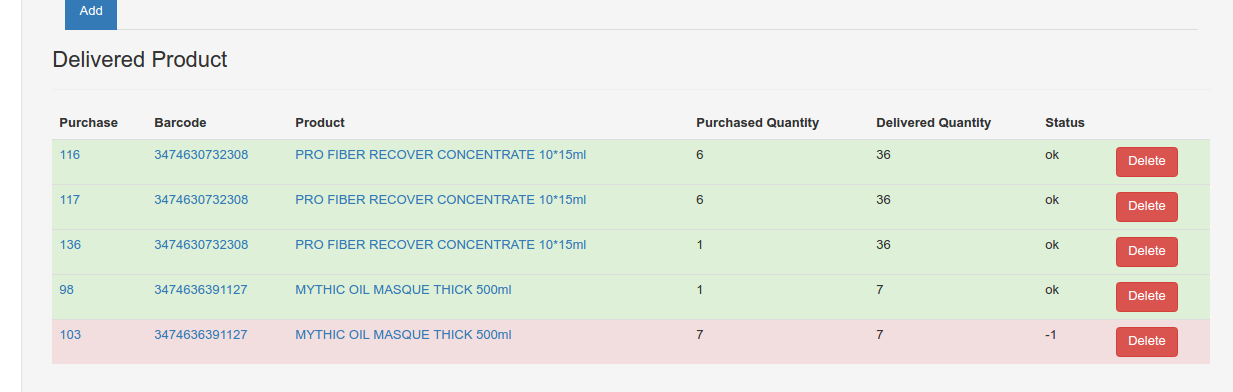 Add
Delivered Product
Purchase Barcode Product Purchased Quantity Delivered Quantity Status
116 3474630732308 PRO FIBER RECOVER CONCENTRATE 10*15ml 6 36 ok Delete
117 3474630732308 PRO FIBER RECOVER CONCENTRATE 10*15ml 6 36 ok Delete
136 3474630732308 PRO FIBER RECOVER CONCENTRATE 10*15ml 1 36 ok Delete
98 3474636391127 MYTHIC OIL MASQUE THICK 500ml 1 7 ok Delete
103 3474636391127 MYTHIC OIL MASQUE THICK 500ml 7 7 -1 Delete